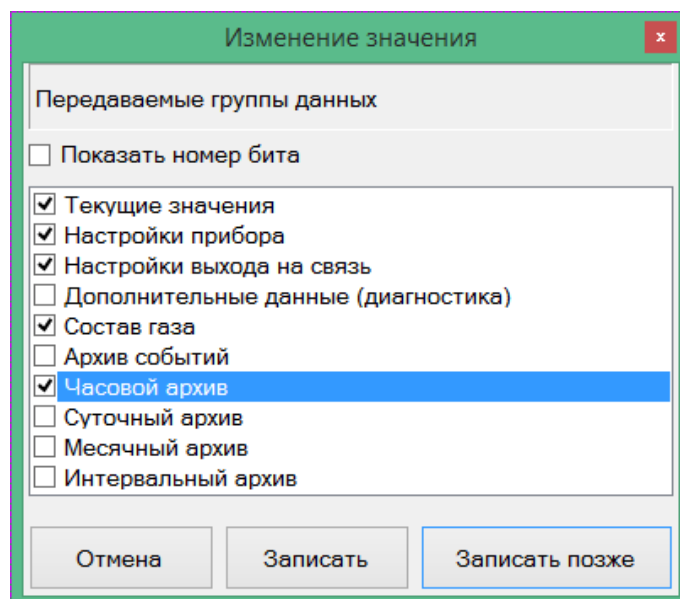 Изменение значения
x
Передаваемые группы данных
Показать номер бита
Текущие значения
Настройки прибора
Настройки выхода на связь
Дополнительные данные (диагностика)
Состав газа
Архив событий
Часовой архив
Суточный архив
Месячный архив
Интервальный архив
Отмена Записать Записать позже